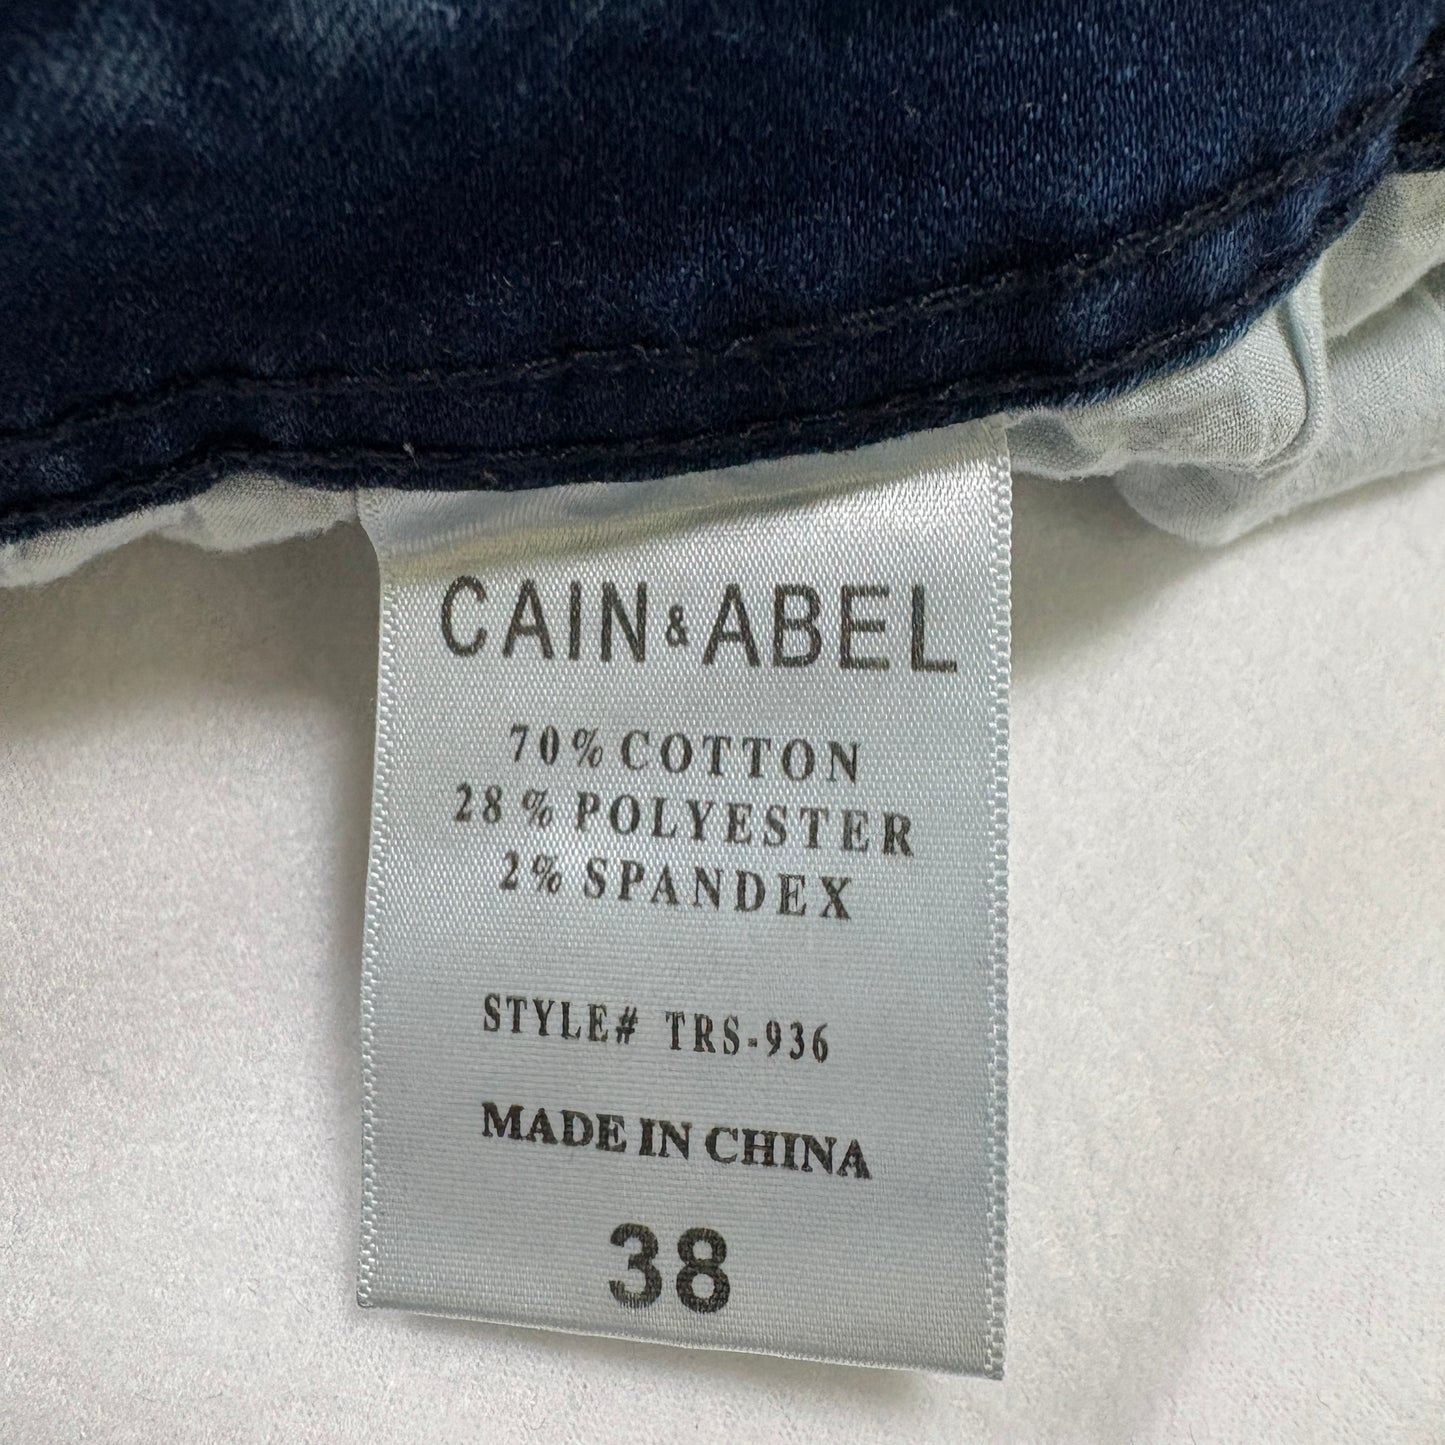 CAIN & ABEL
70% COTTON
28% POLYESTER
2% SPANDEX
STYLE# TRS-936
MADE IN CHINA
38